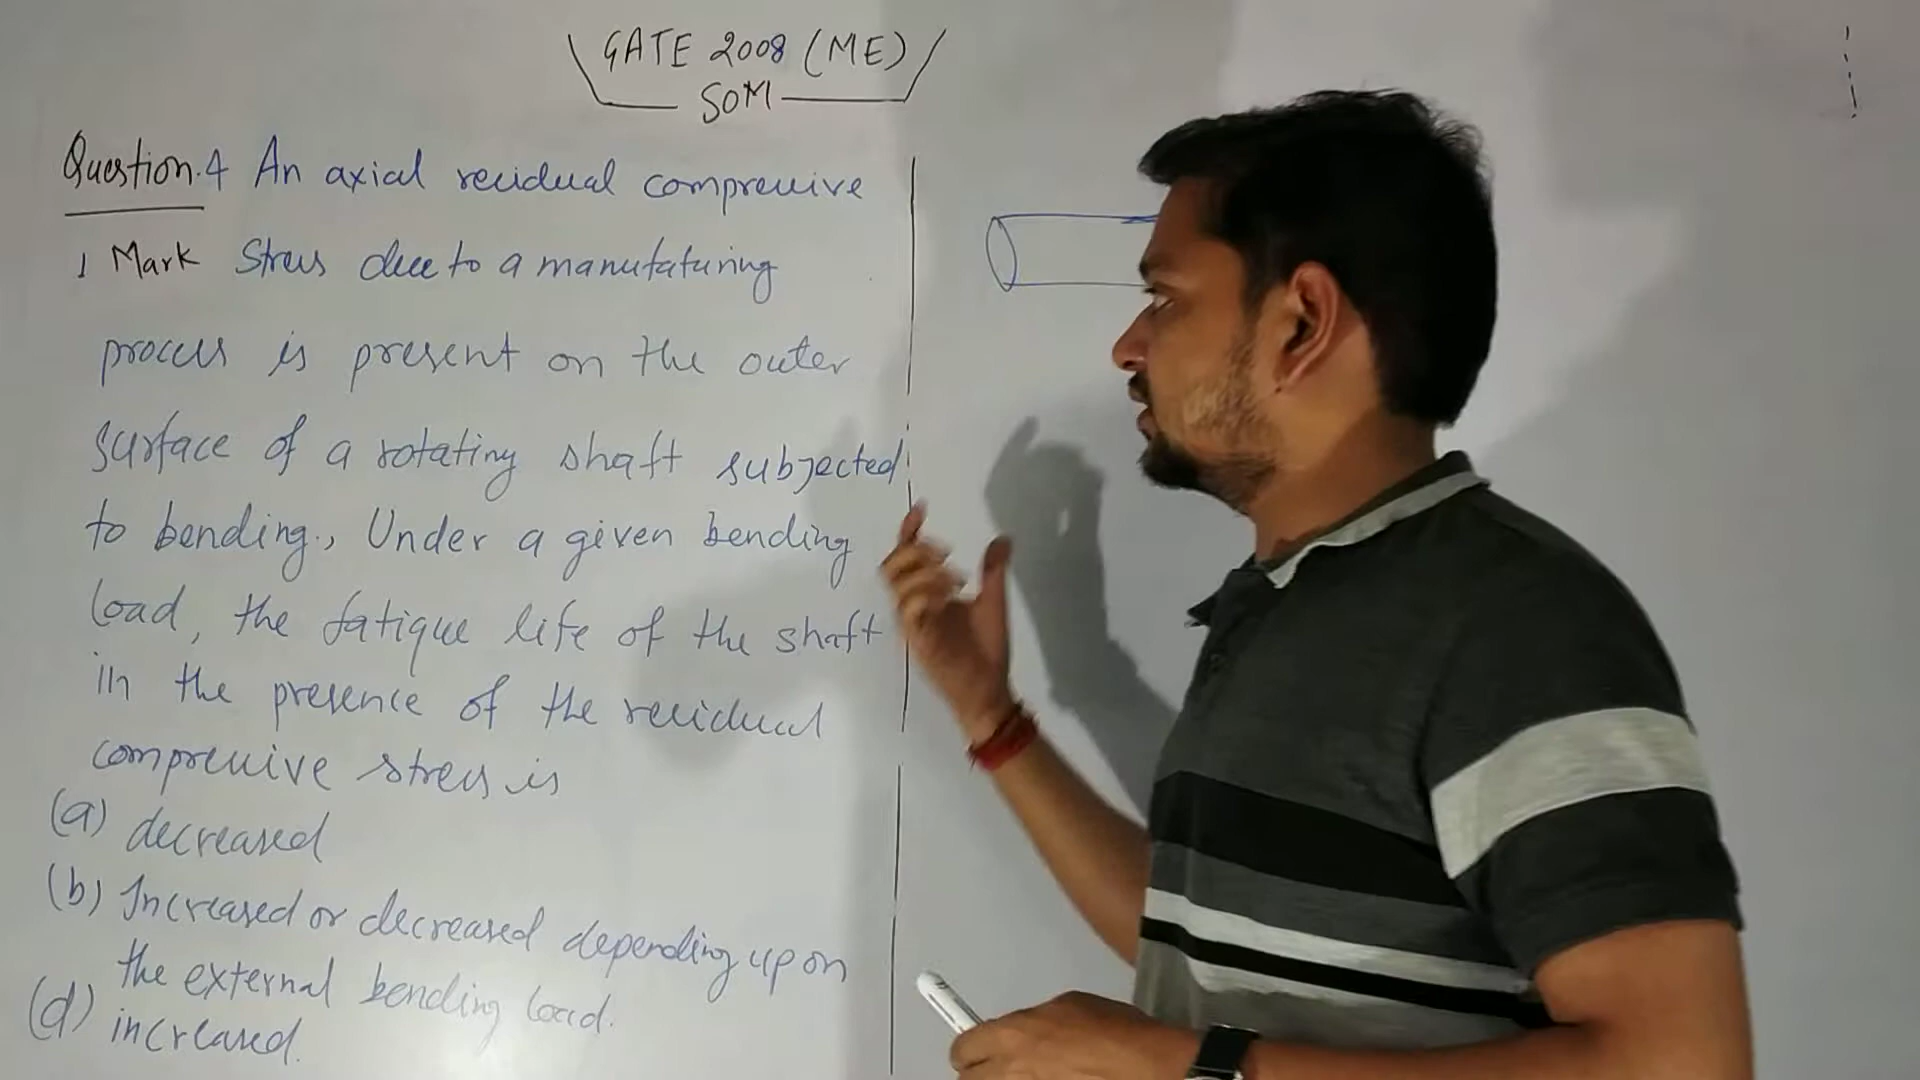 GATE 2008 (ME)
SOM
Question.4 An axial residual compressive
1 Mark Stress due to a manufaturing
process is present on the outer
surface of a rotating shaft subjected
to bending., Under a given bending
load, the fatique life of the shaft
in the presence of the residual
compressive stress is
(a) decreased
(b) Increased or decreased depending upon
the external bending load.
(d) increased.